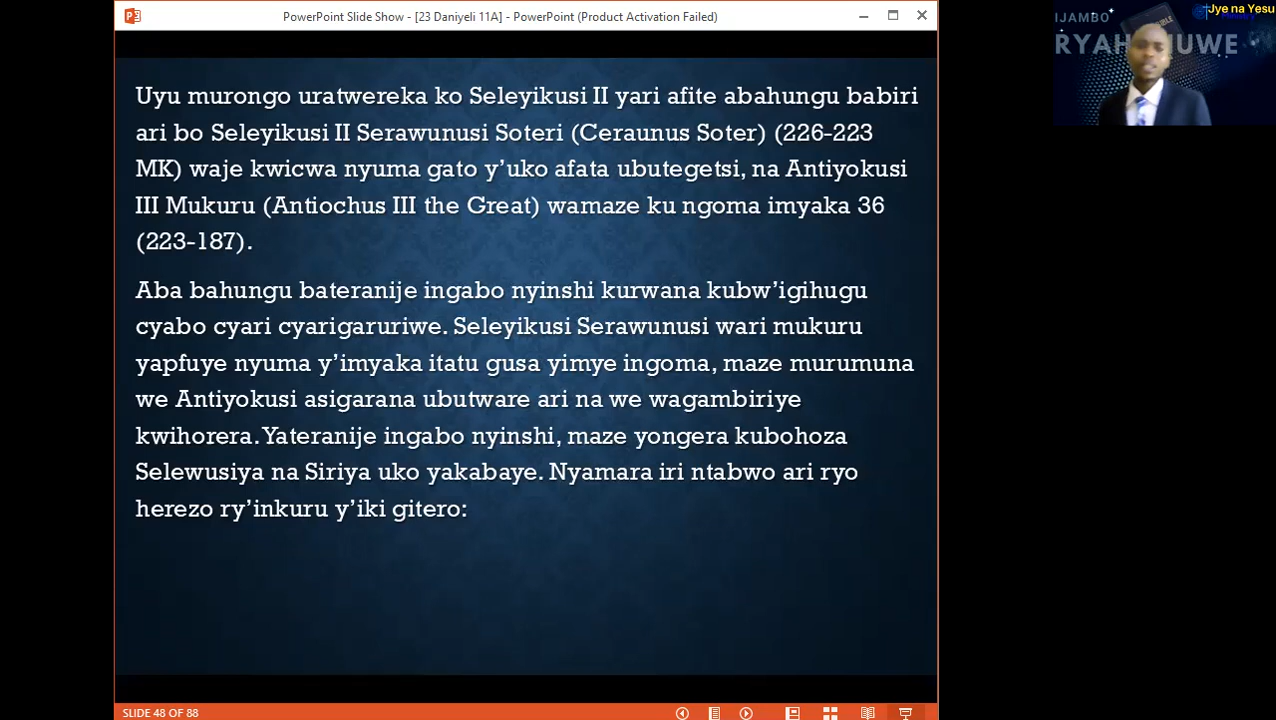 PowerPoint Slide Show - [23 Daniyeli 11A] - PowerPoint (Product Activation Failed)
Uyu murongo uratwereka ko Seleyikusi II yari afite abahungu babiri
ari bo Seleyikusi II Serawunusi Soteri (Ceraunus Soter) (226-223
MK) waje kwicwa nyuma gato y’uko afata ubutegetsi, na Antiyokusi
III Mukuru (Antiochus III the Great) wamaze ku ngoma imyaka 36
(223-187).
Aba bahungu bateranije ingabo nyinshi kurwana kubw’igihugu
cyabo cyari cyarigaruriwe. Seleyikusi Serawunusi wari mukuru
yapfuye nyuma y’imyaka itatu gusa yimye ingoma, maze murumuna
we Antiyokusi asigarana ubutware ari na we wagambiriye
kwihorera. Yateranije ingabo nyinshi, maze yongera kubohoza
Selewusiya na Siriya uko yakabaye. Nyamara iri ntabwo ari ryo
herezo ry’inkuru y’iki gitero:
SLIDE 48 OF 88
Jye na Yesu
Ministry
IJAMBO